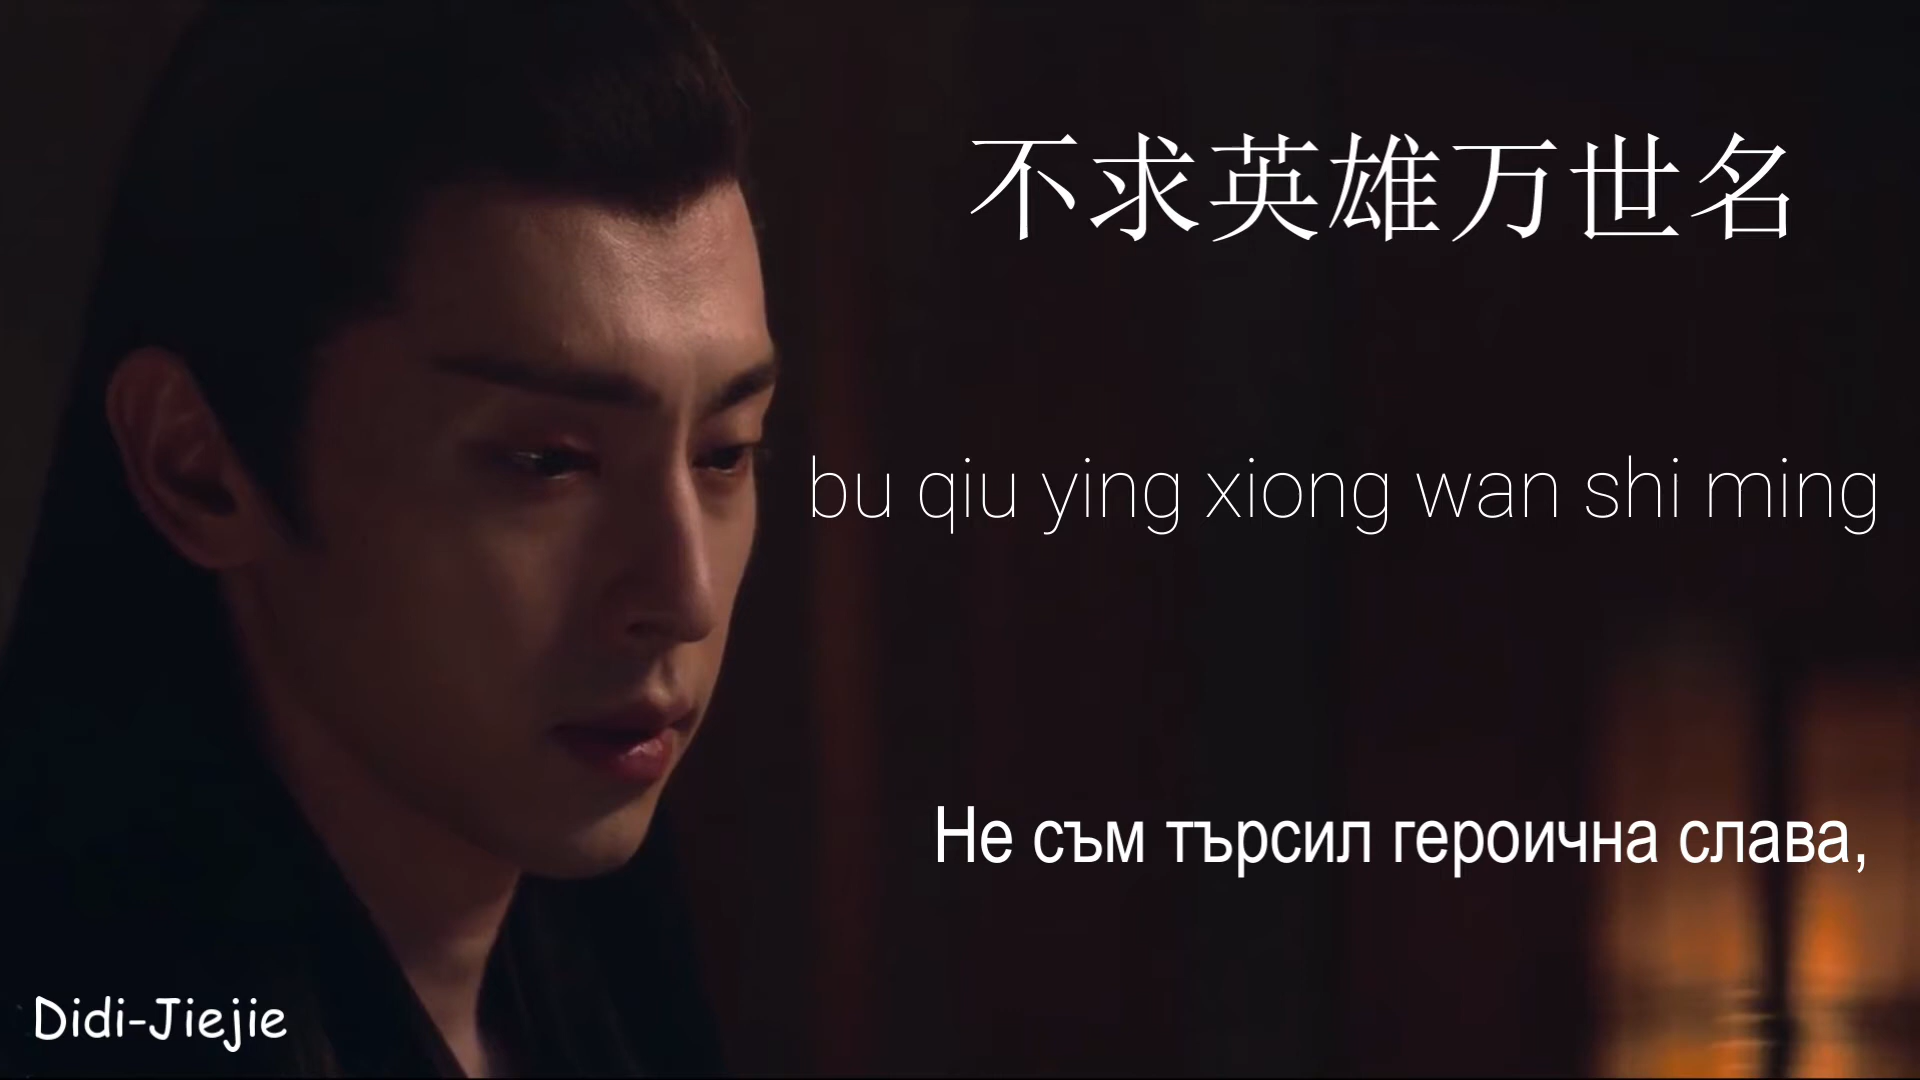 不求英雄万世名
bu qiu ying xiong wan shi ming
Не съм търсил героична слава,
Didi-Jiejie